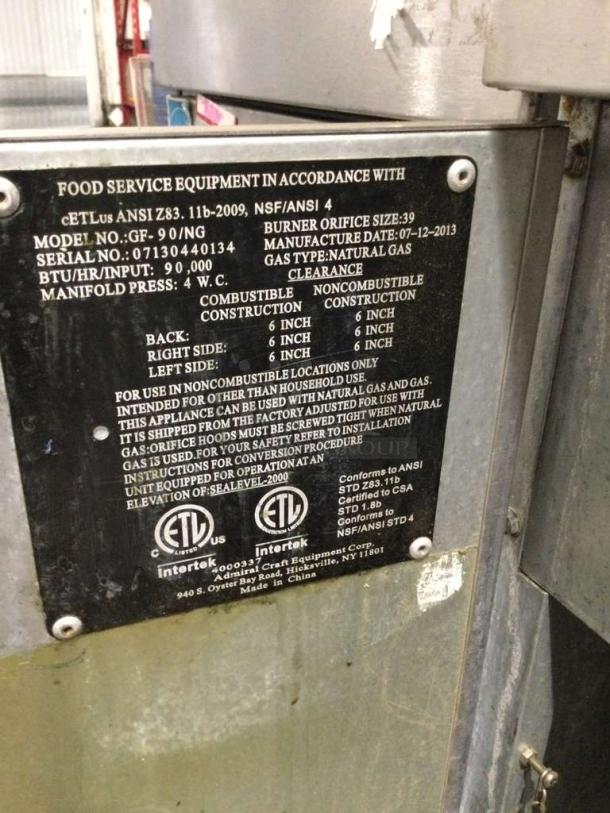 FOOD SERVICE EQUIPMENT IN ACCORDANCE WITH
cETLus ANSI Z83. 11b-2009, NSF/ANSI 4
MODEL NO.:GF- 90/NG BURNER ORIFICE SIZE:39
SERIAL NO.: 07130440134 MANUFACTURE DATE: 07-12-2013
BTU/HR/INPUT: 90,000 GAS TYPE:NATURAL GAS
MANIFOLD PRESS: 4 W.C. CLEARANCE
COMBUSTIBLE NONCOMBUSTIBLE
CONSTRUCTION CONSTRUCTION
BACK: 6 INCH 6 INCH
RIGHT SIDE: 6 INCH 6 INCH
LEFT SIDE: 6 INCH 6 INCH
FOR USE IN NONCOMBUSTIBLE LOCATIONS ONLY
INTENDED FOR OTHER THAN HOUSEHOLD USE.
THIS APPLIANCE CAN BE USED WITH NATURAL GAS AND GAS.
IT IS SHIPPED FROM THE FACTORY ADJUSTED FOR USE WITH
GAS:ORIFICE HOODS MUST BE SCREWED TIGHT WHEN NATURAL
GAS IS USED.FOR YOUR SAFETY REFER TO INSTALLATION
INSTRUCTIONS FOR CONVERSION PROCEDURE
UNIT EQUIPPED FOR OPERATION AT AN
ELEVATION OF:SEALEVEL-2000
Conforms to ANSI
STD Z83.11b
Certified to CSA
STD 1.8b
Conforms to
NSF/ANSI STD 4
ETL
C LISTED US
Intertek
ETL
Intertek
4000337
Admiral Craft Equipment Corp.
940 S. Oyster Bay Road, Hicksville, NY 11801
Made in China
GROUP